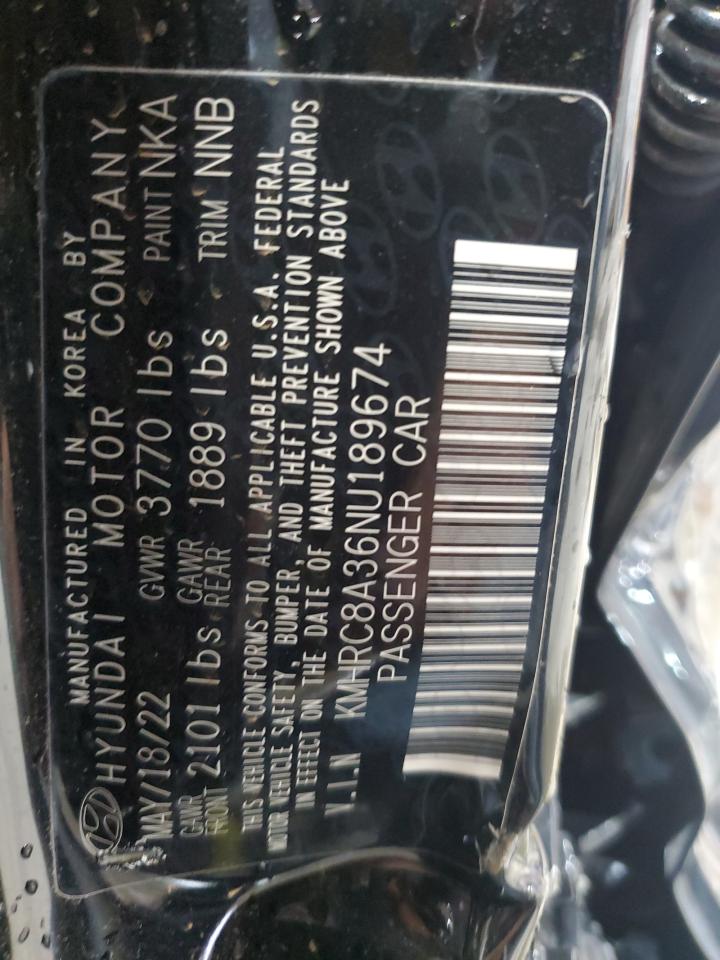 MANUFACTURED IN KOREA BY
HYUNDAI MOTOR COMPANY
MAY/18/22 GVWR 3770 lbs PAINT NKA
GAWR FRONT 2101 lbs GAWR REAR 1889 lbs TRIM NNB
THIS VEHICLE CONFORMS TO ALL APPLICABLE U.S.A. FEDERAL
MOTOR VEHICLE SAFETY, BUMPER, AND THEFT PREVENTION STANDARDS
IN EFFECT ON THE DATE OF MANUFACTURE SHOWN ABOVE
V.I.N KMHRC8A36NU189674
PASSENGER CAR